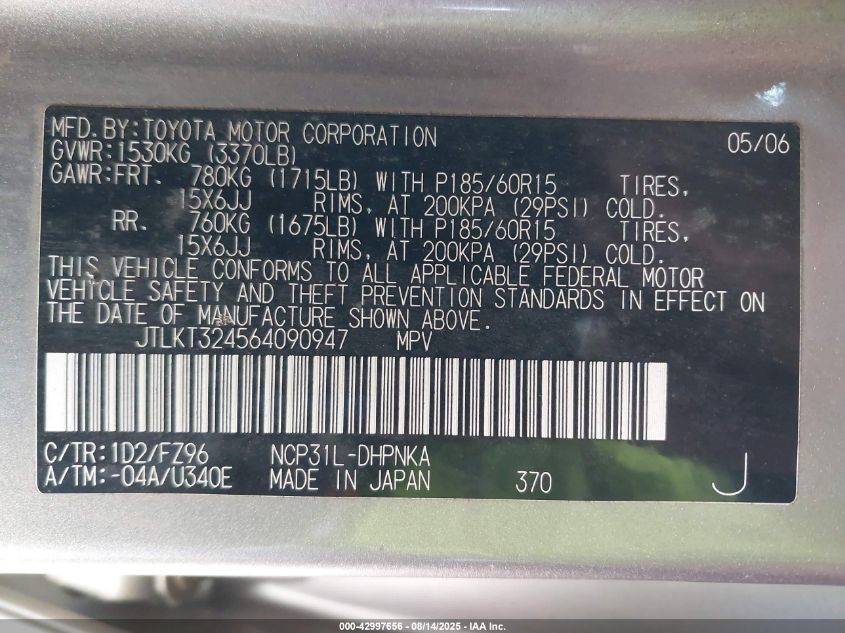 MFD.BY:TOYOTA MOTOR CORPORATION 05/06
GVWR:1530KG (3370LB)
GAWR:FRT. 780KG (1715LB) WITH P185/60R15 TIRES,
15X6JJ RIMS, AT 200KPA (29PSI) COLD.
RR. 760KG (1675LB) WITH P185/60R15 TIRES,
15X6JJ RIMS, AT 200KPA (29PSI) COLD.
THIS VEHICLE CONFORMS TO ALL APPLICABLE FEDERAL MOTOR
VEHICLE SAFETY AND THEFT PREVENTION STANDARDS IN EFFECT ON
THE DATE OF MANUFACTURE SHOWN ABOVE.
JTLKT324564090947 MPV
C/TR:1D2/FZ96 NCP31L-DHPNKA
A/TM:-04A/U340E MADE IN JAPAN 370 J
000-42997656 - 08/14/2025 - IAA Inc.